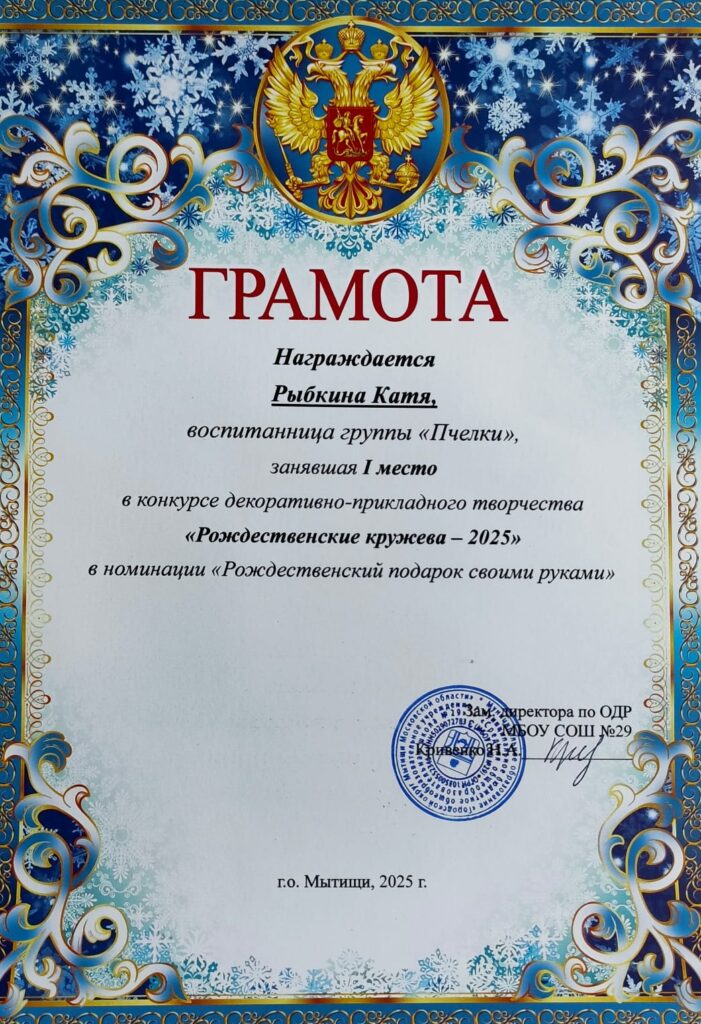 ГРАМОТА
Награждается
Рыбкина Катя,
воспитанница группы «Пчелки»,
занявшая I место
в конкурсе декоративно-прикладного творчества
«Рождественские кружева – 2025»
в номинации «Рождественский подарок своими руками»
Зам. директора по ОДР
МБОУ СОШ №29
Кривенко Н.А.
г.о. Мытищи, 2025 г.